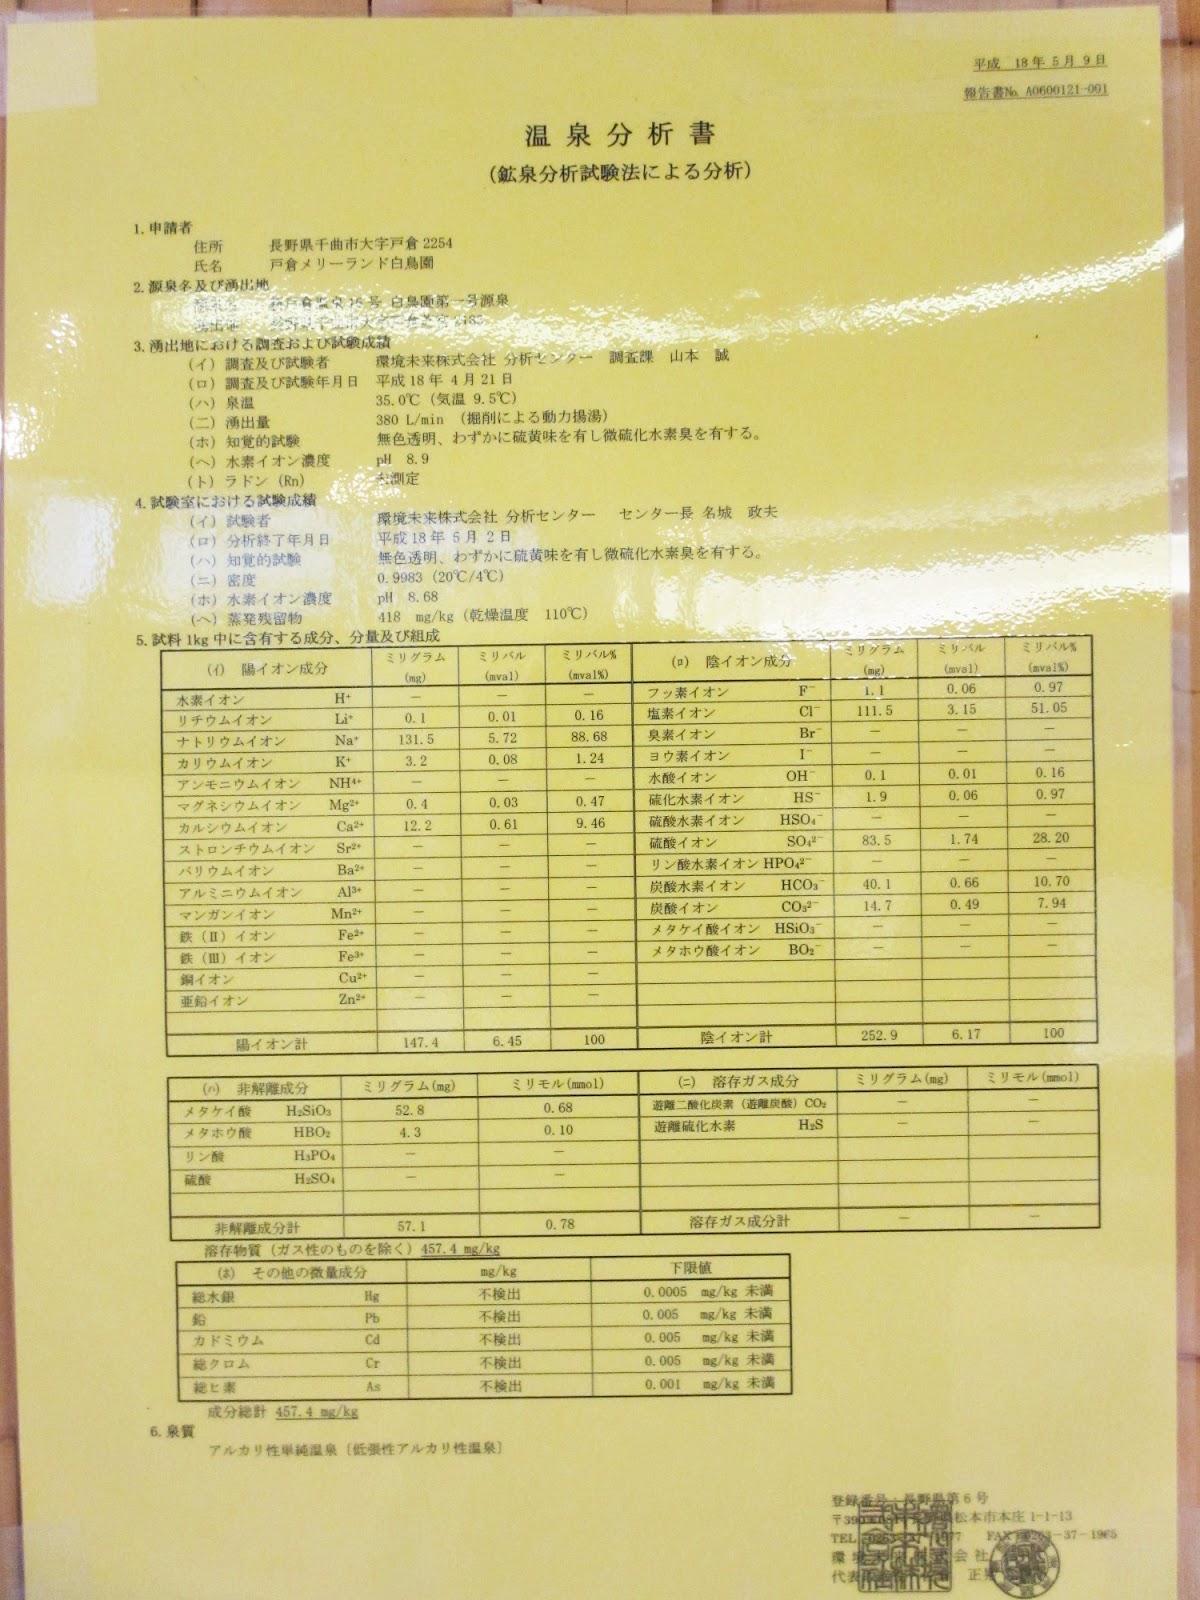 平成 18年 5月 9日
報告書No. A0600121-001
温泉分析書
(鉱泉分析試験法による分析)
1. 申請者
住所 長野県千曲市大字戸倉 2254
氏名 戸倉メリーランド白鳥園
2. 源泉名及び湧出地
号 白鳥園第一号源泉
湧出地 長野県千曲市大字
3. 湧出地における調査および試験成績
(イ) 調査及び試験者 環境未来株式会社 分析センター 調査課 山本 誠
(ロ) 調査及び試験年月日 平成18年 4月21日
(ハ) 泉温 35.0℃ (気温 9.5℃)
(二) 湧出量 380 L/min (掘削による動力揚湯)
(ホ) 知覚的試験 無色透明、わずかに硫黄味を有し微硫化水素臭を有する。
(ヘ) 水素イオン濃度 pH 8.9
(ト) ラドン (Rn) 未測定
4. 試験室における試験成績
(イ) 試験者 環境未来株式会社 分析センター センター長 名城 政夫
(ロ) 分析終了年月日 平成18年 5月 2日
(ハ) 知覚的試験 無色透明、わずかに硫黄味を有し微硫化水素臭を有する。
(ニ) 密度 0.9983 (20℃/4℃)
(ホ) 水素イオン濃度 pH 8.68
(ヘ) 蒸発残留物 418 mg/kg (乾燥温度 110℃)
5. 試料1kg中に含有する成分、分量及び組成
(イ) 陽イオン成分 ミリグラム (mg) ミリバル (mval) ミリバル% (mval%)
水素イオン H⁺ － － －
リチウムイオン Li⁺ 0.1 0.01 0.16
ナトリウムイオン Na⁺ 131.5 5.72 88.68
カリウムイオン K⁺ 3.2 0.08 1.24
アンモニウムイオン NH⁴⁺ － － －
マグネシウムイオン Mg²⁺ 0.4 0.03 0.47
カルシウムイオン Ca²⁺ 12.2 0.61 9.46
ストロンチウムイオン Sr²⁺ － － －
バリウムイオン Ba²⁺ － － －
アルミニウムイオン Al³⁺ － － －
マンガンイオン Mn²⁺ － － －
鉄(Ⅱ)イオン Fe²⁺ － － －
鉄(Ⅲ)イオン Fe³⁺ － － －
銅イオン Cu²⁺ － － －
亜鉛イオン Zn²⁺ － － －
陽イオン計 147.4 6.45 100
(ロ) 陰イオン成分 ミリグラム (mg) ミリバル (mval) ミリバル% (mval%)
フッ素イオン F⁻ 1.1 0.06 0.97
塩素イオン Cl⁻ 111.5 3.15 51.05
臭素イオン Br⁻ － － －
ヨウ素イオン I⁻ － － －
水酸イオン OH⁻ 0.1 0.01 0.16
硫化水素イオン HS⁻ 1.9 0.06 0.97
硫酸水素イオン HSO₄⁻ － － －
硫酸イオン SO₄²⁻ 83.5 1.74 28.20
リン酸水素イオン HPO₄²⁻ － － －
炭酸水素イオン HCO₃⁻ 40.1 0.66 10.70
炭酸イオン CO₃²⁻ 14.7 0.49 7.94
メタケイ酸イオン HSiO₃⁻ － － －
メタホウ酸イオン BO₂⁻ － － －
陰イオン計 252.9 6.17 100
(ハ) 非解離成分 ミリグラム(mg) ミリモル(mmol)
メタケイ酸 H₂SiO₃ 52.8 0.68
メタホウ酸 HBO₂ 4.3 0.10
リン酸 H₃PO₄ － －
硫酸 H₂SO₄ － －
非解離成分計 57.1 0.78
(ニ) 溶存ガス成分 ミリグラム(mg) ミリモル(mmol)
遊離二酸化炭素 (遊離炭酸) CO₂ － －
遊離硫化水素 H₂S － －
溶存ガス成分計 － －
溶存物質 (ガス性のものを除く) 457.4 mg/kg
(ホ) その他の微量成分 mg/kg 下限値
総水銀 Hg 不検出 0.0005 mg/kg 未満
鉛 Pb 不検出 0.005 mg/kg 未満
カドミウム Cd 不検出 0.005 mg/kg 未満
総クロム Cr 不検出 0.005 mg/kg 未満
総ヒ素 As 不検出 0.001 mg/kg 未満
成分総計 457.4 mg/kg
6. 泉質
アルカリ性単純温泉 〔低張性アルカリ性温泉〕
登録番号：長野県第6号
松本市本庄1-1-13
TEL FAX 0263-37-1965
環境未来株式会社